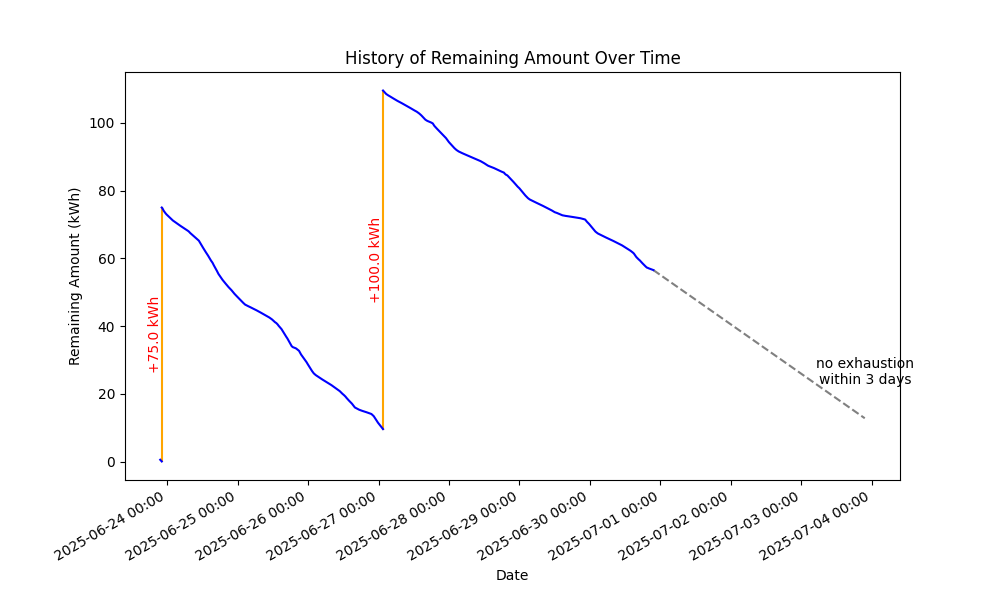 History of Remaining Amount Over Time
Remaining Amount (kWh)
100
80
60
40
20
0
+75.0 kWh
+100.0 kWh
no exhaustion
within 3 days
2025-06-24 00:00
2025-06-25 00:00
2025-06-26 00:00
2025-06-27 00:00
2025-06-28 00:00
2025-06-29 00:00
2025-06-30 00:00
2025-07-01 00:00
2025-07-02 00:00
2025-07-03 00:00
2025-07-04 00:00
Date